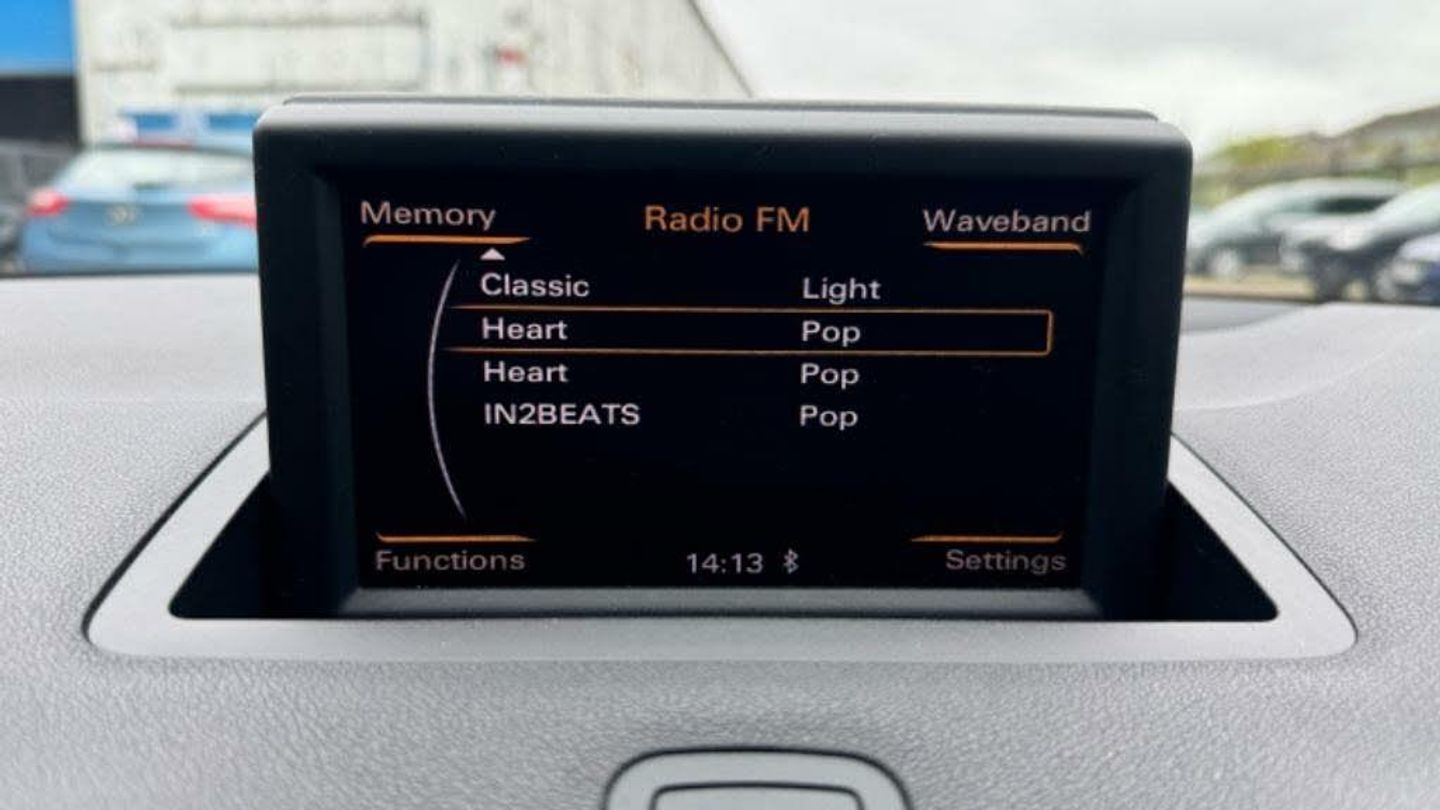 Memory Radio FM Waveband
Classic Light
Heart Pop
Heart Pop
IN2BEATS Pop
Functions 14:13 Settings